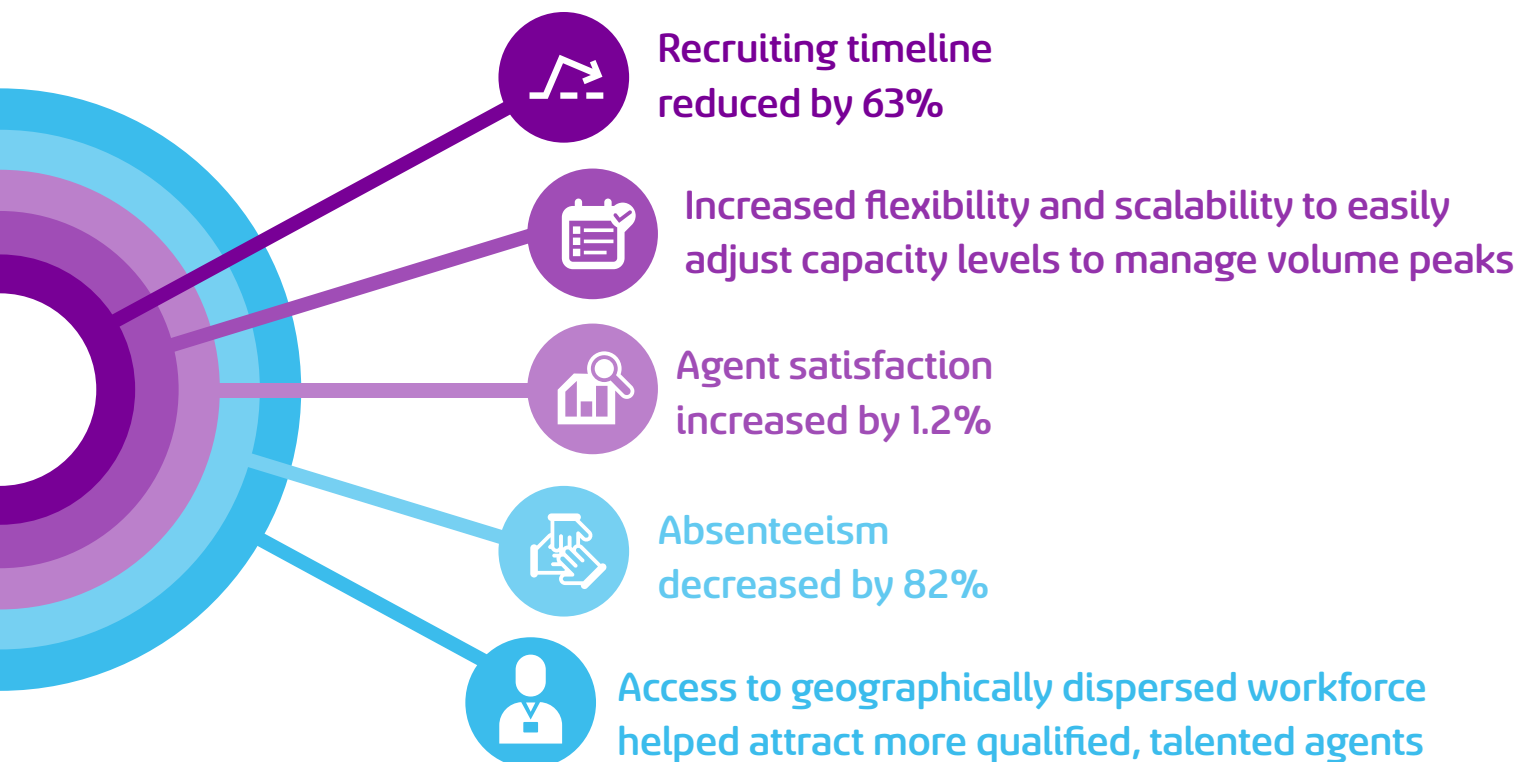 Recruiting timeline
reduced by 63%
Increased flexibility and scalability to easily
adjust capacity levels to manage volume peaks
Agent satisfaction
increased by 1.2%
Absenteeism
decreased by 82%
Access to geographically dispersed workforce
helped attract more qualified, talented agents